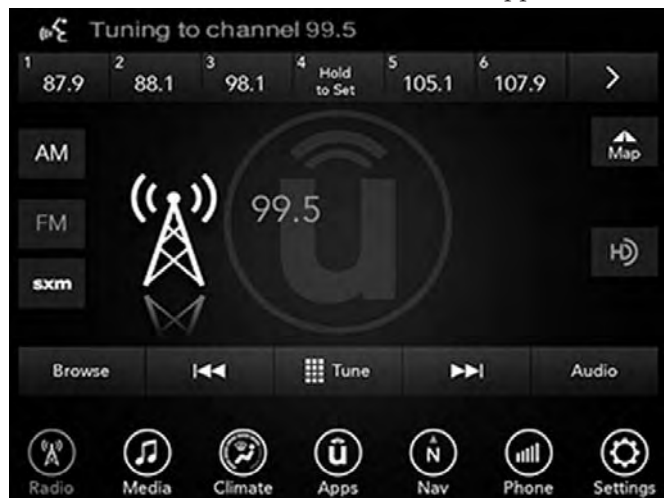 Tuning to channel 99.5
1 87.9 2 88.1 3 98.1 4 Hold to Set 5 105.1 6 107.9
AM
Map
99.5
FM
HD
sxm
Browse Tune Audio
Radio Media Climate Apps Nav Phone Settings